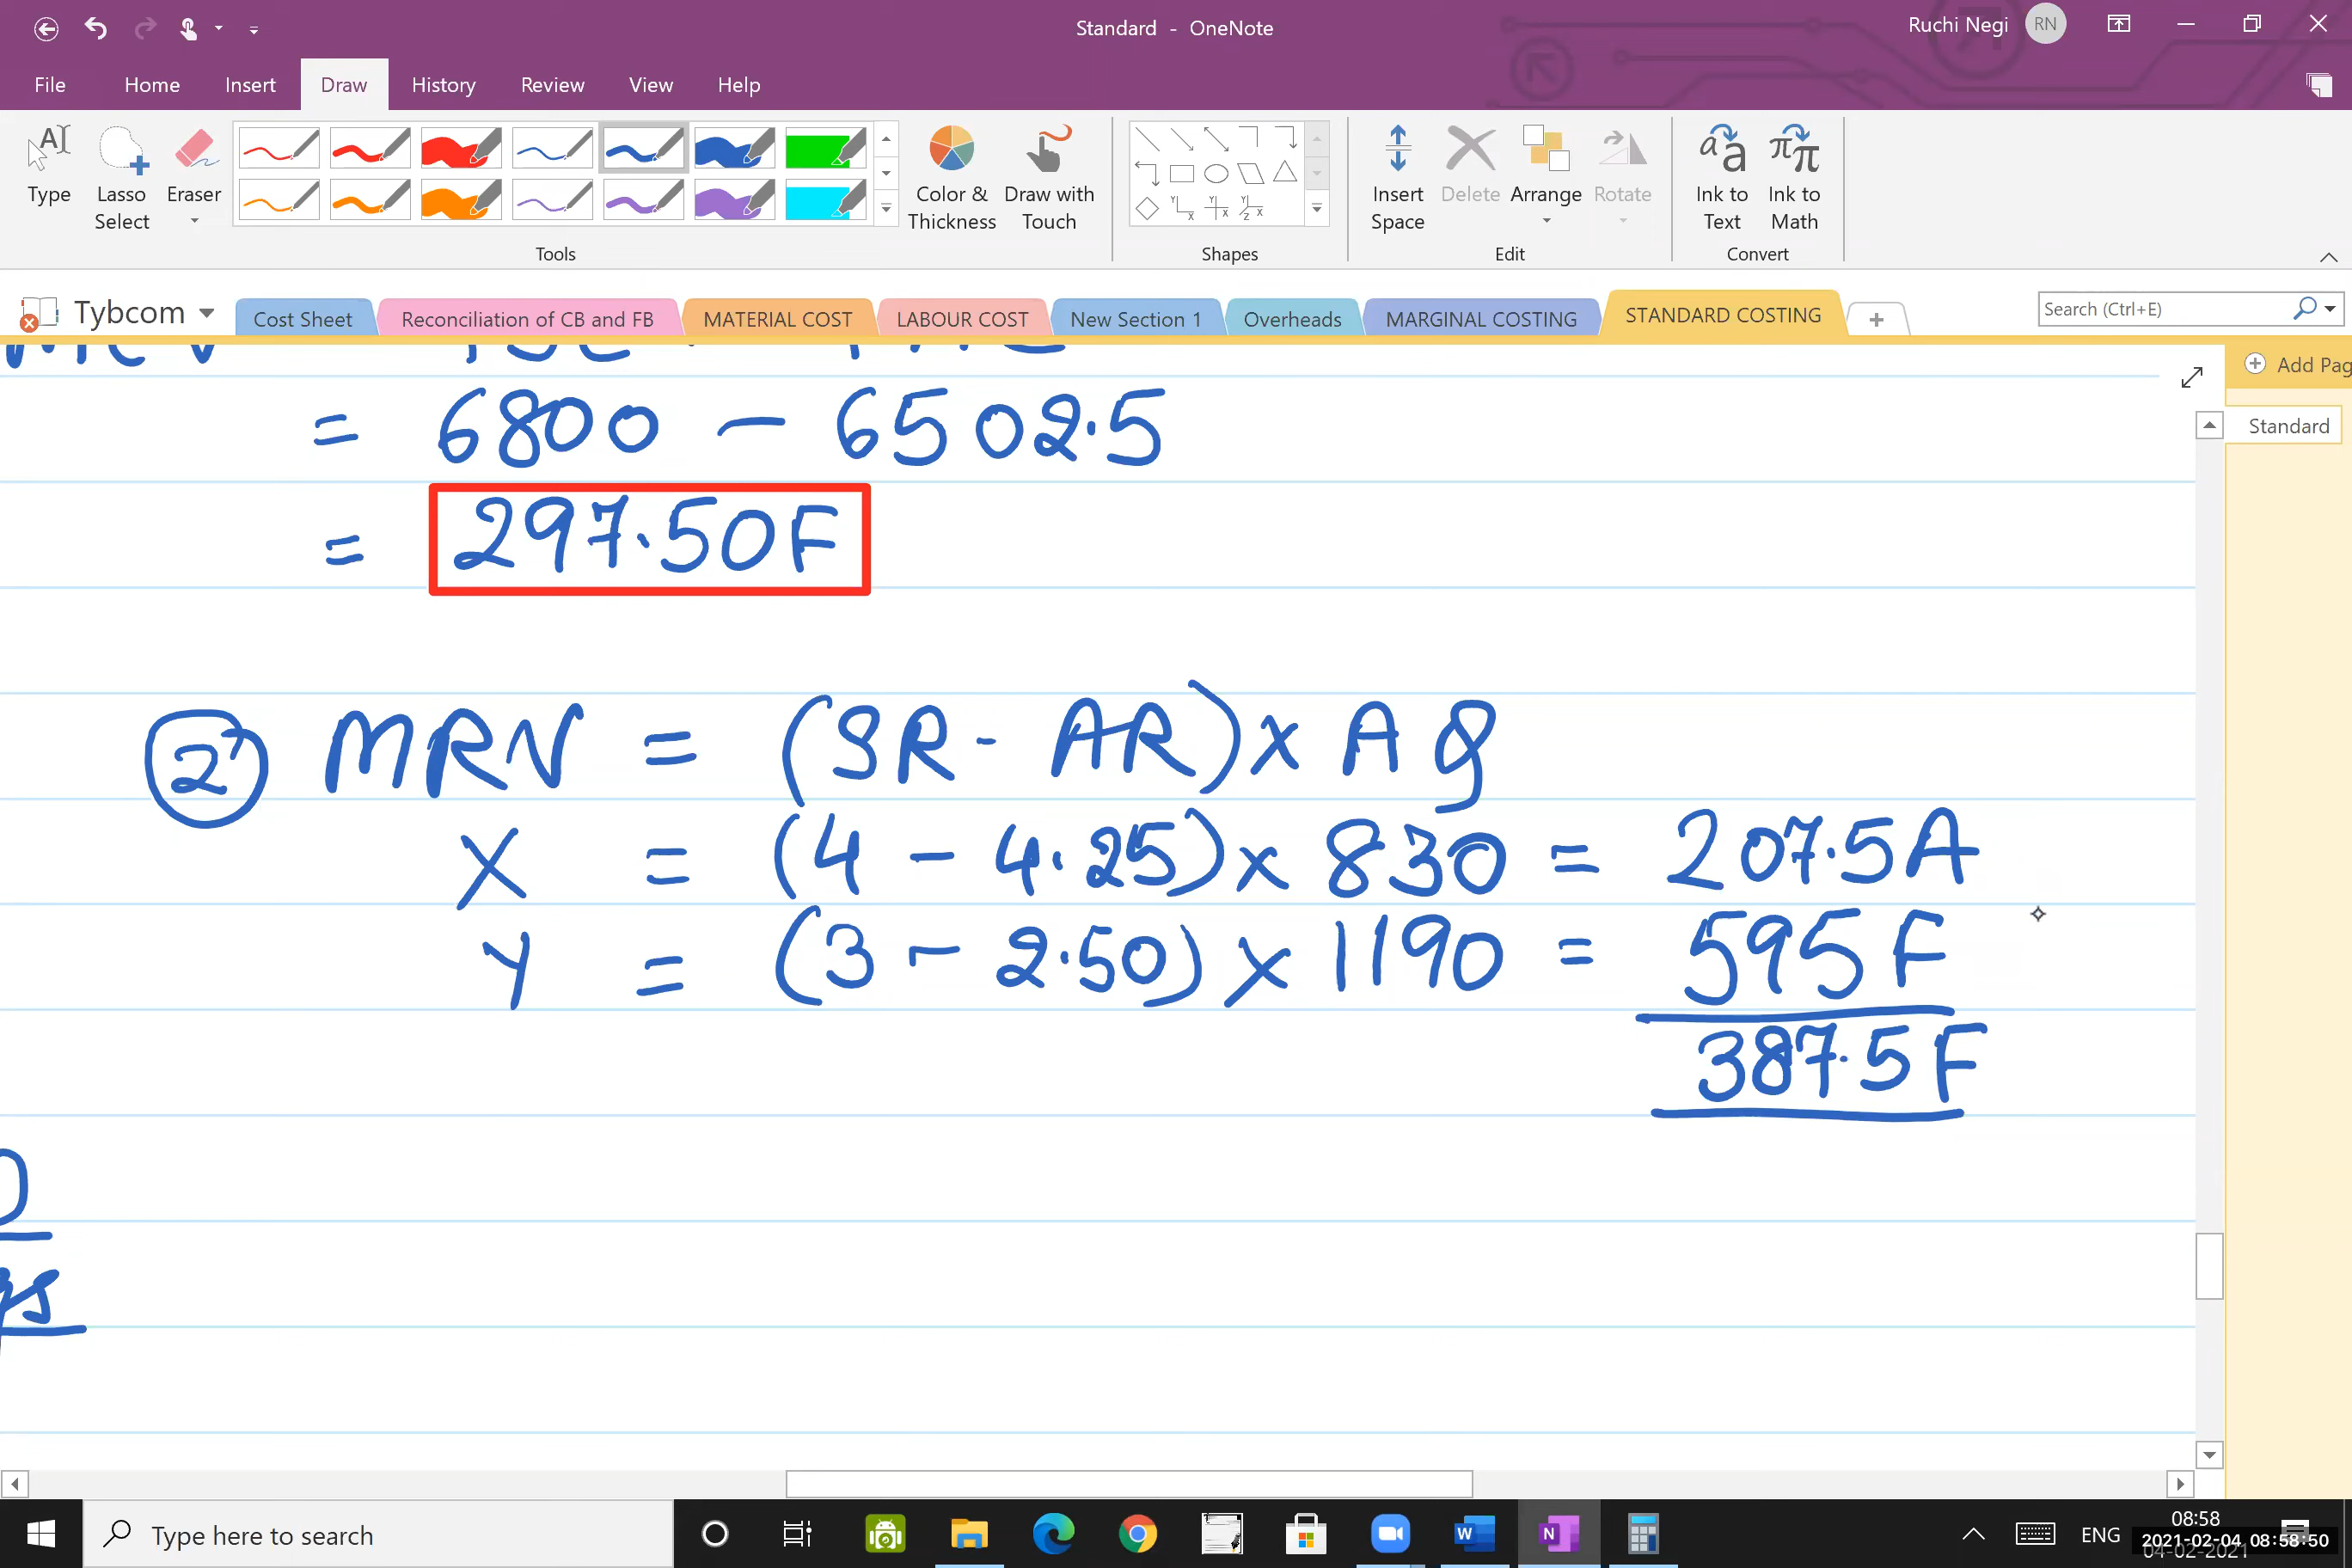 Standard - OneNote
Ruchi Negi RN
File Home Insert Draw History Review View Help
Type
Lasso Select
Eraser
Color & Thickness
Draw with Touch
Insert Space
Delete
Arrange
Rotate
Ink to Text
Ink to Math
Tools
Shapes
Edit
Convert
Tybcom
Cost Sheet
Reconciliation of CB and FB
MATERIAL COST
LABOUR COST
New Section 1
Overheads
MARGINAL COSTING
STANDARD COSTING
Search (Ctrl+E)
Add Pag
Standard
= 6800 - 6502.5
= 297.50F
2 MRV = (SR - AR) x AQ
X = (4 - 4.25) x 830 = 207.5A
Y = (3 - 2.50) x 1190 = 595 F
387.5F
Type here to search
ENG
08:58
2021-02-04 08:58:50
04-02-2021